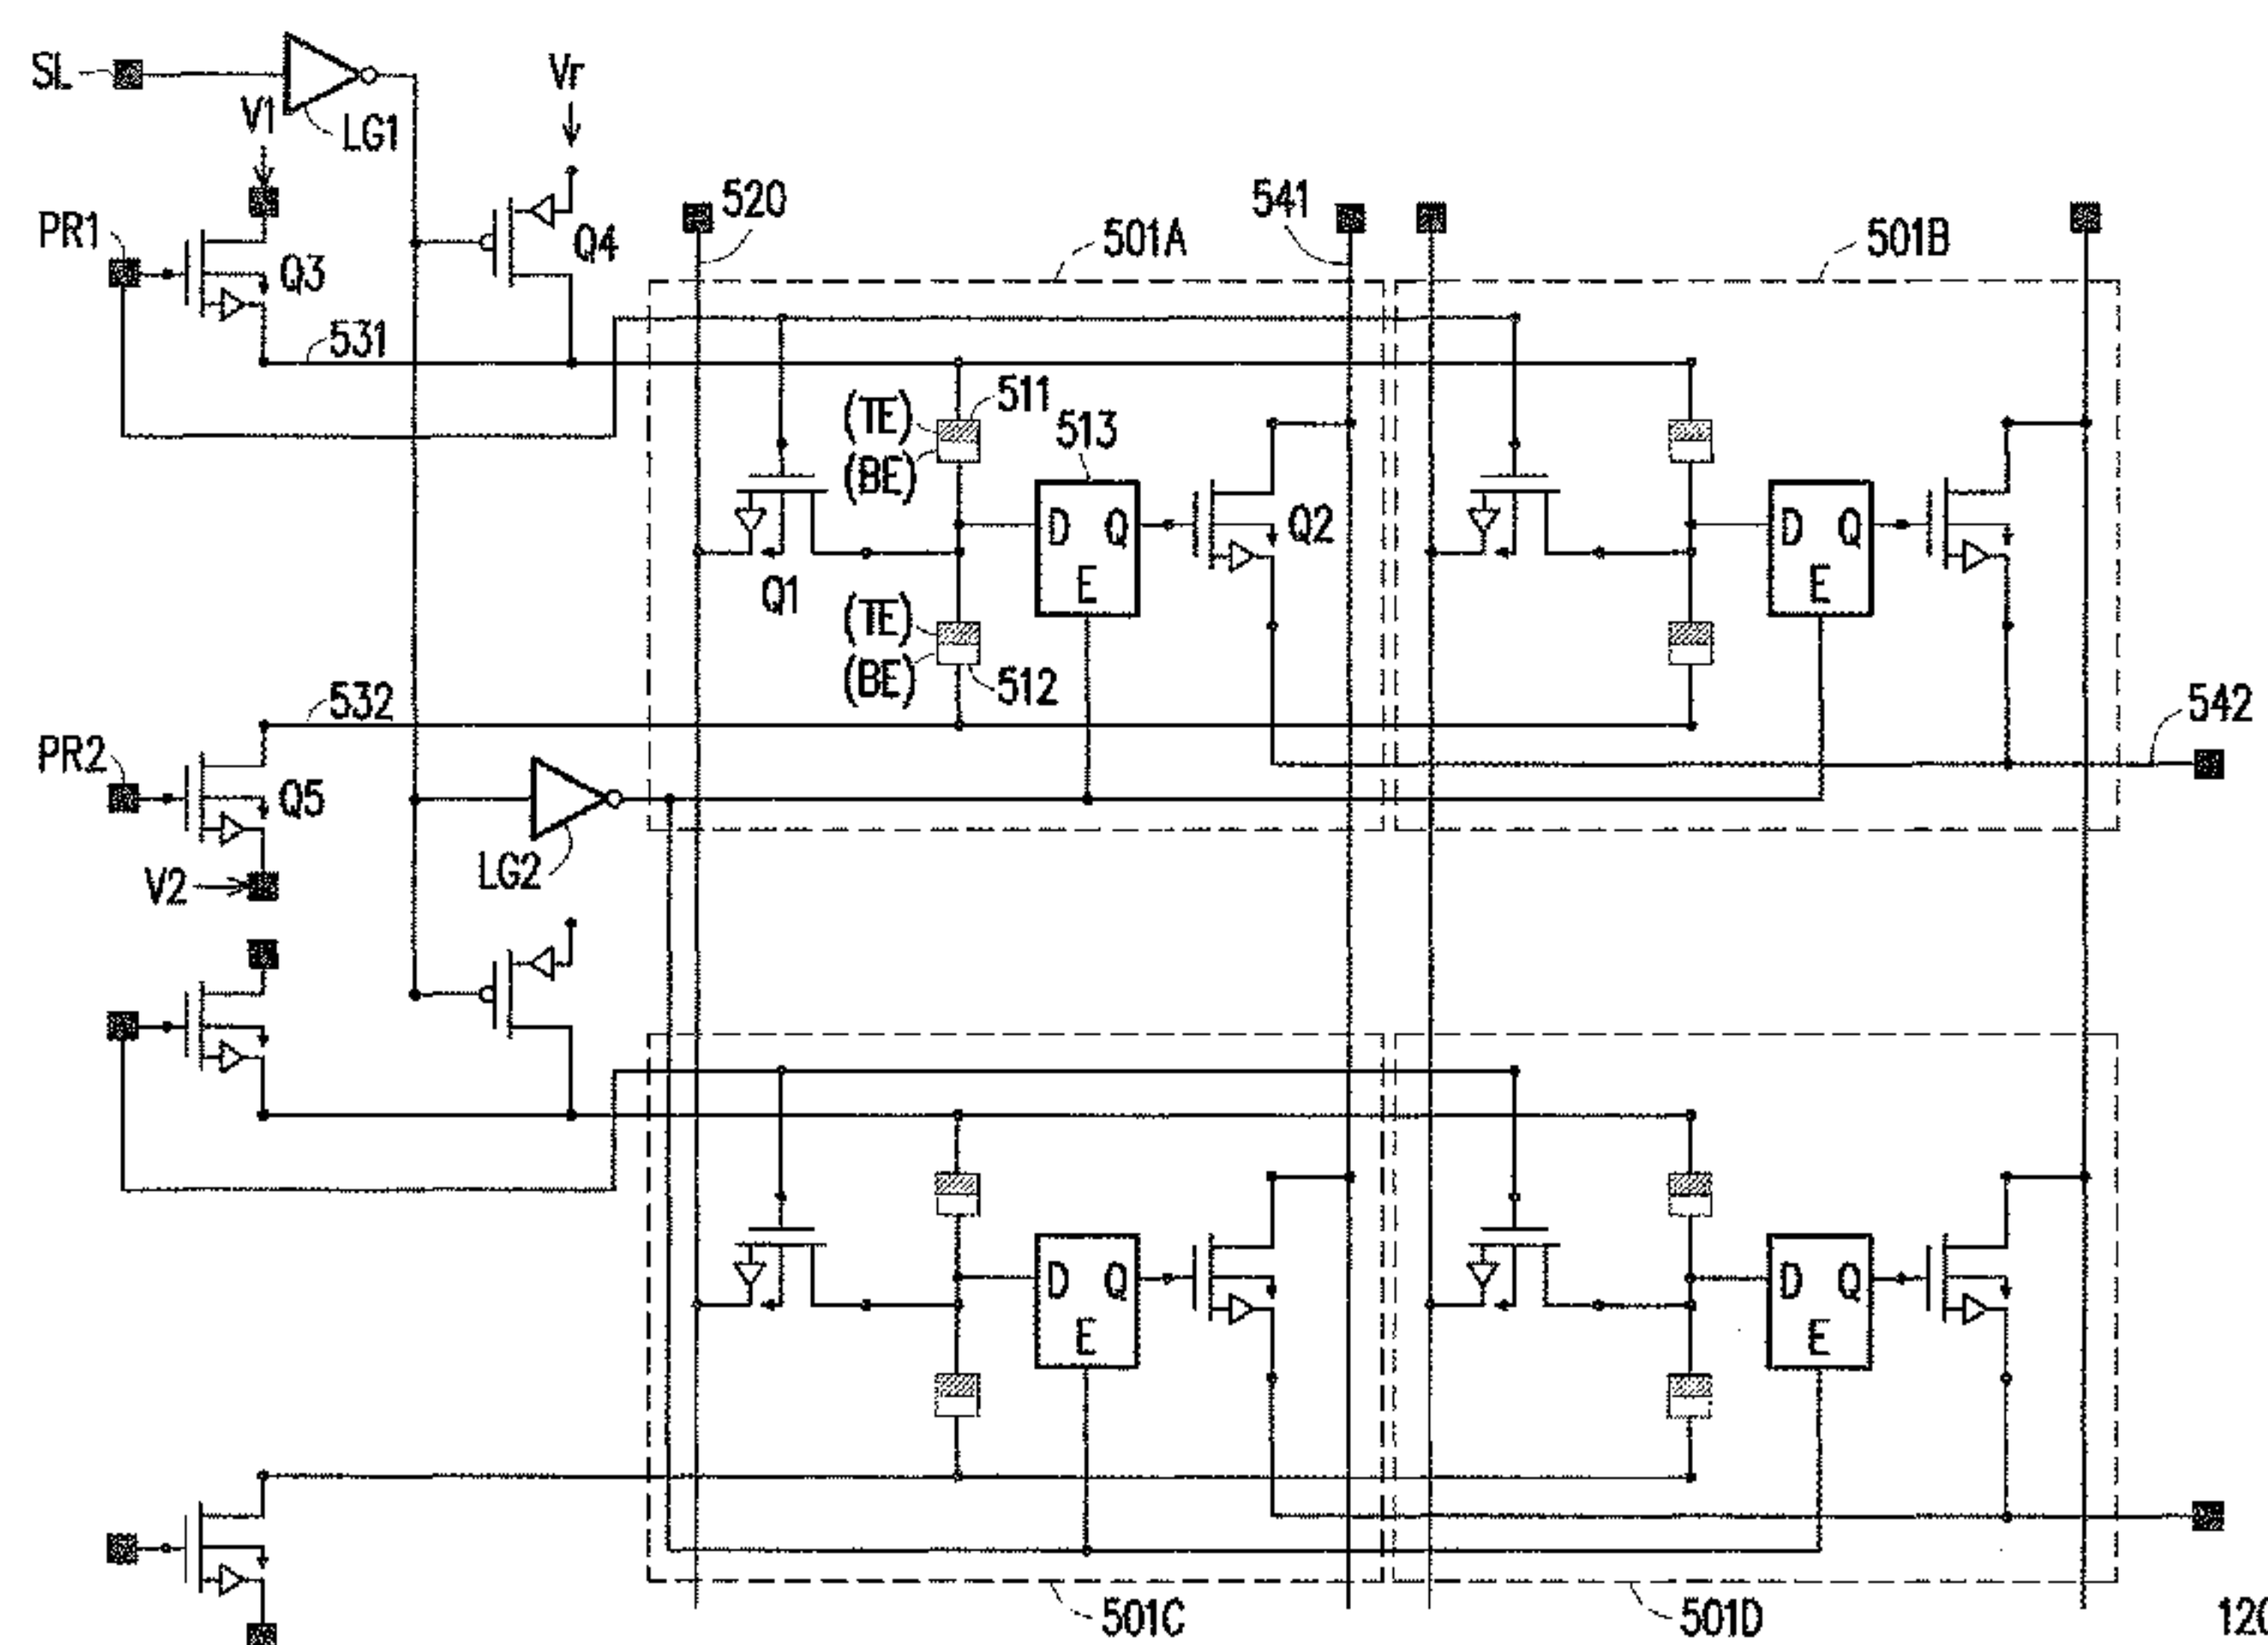 SL
LG1
V1
Vr
PR1
Q3
Q4
520
541
501A
501B
531
(TE)
(BE)
511
513
D Q
E
Q1
Q2
D Q
E
(TE)
(BE)
512
532
542
PR2
Q5
LG2
V2
D Q
E
D Q
E
501C
501D